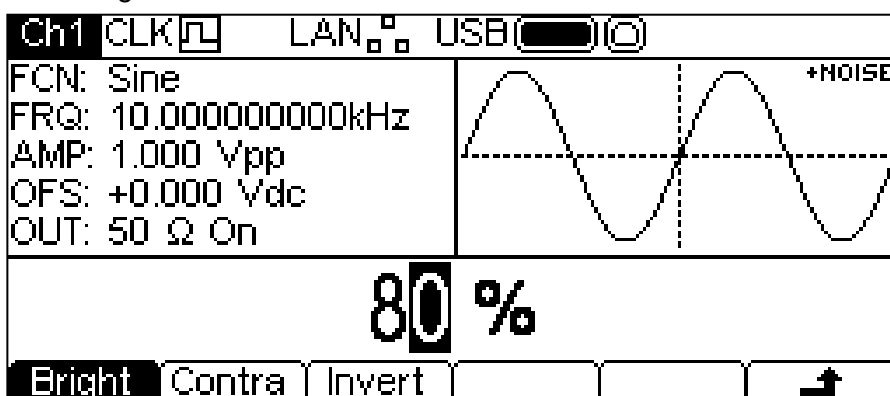 Ch1 CLK LAN USB
FCN: Sine
FRQ: 10.000000000kHz
AMP: 1.000 Vpp
OFS: +0.000 Vdc
OUT: 50 Ω On
+NOISE
80 %
Bright Contra Invert